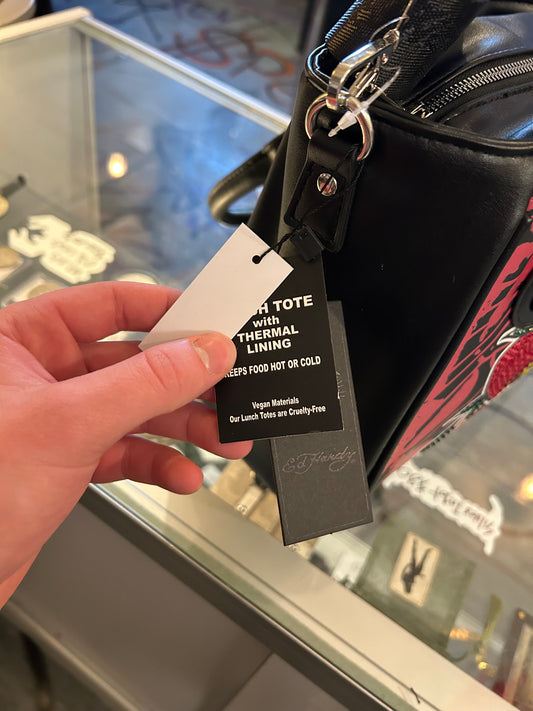 TOTE
with
THERMAL
LINING
KEEPS FOOD HOT OR COLD
Vegan Materials
Our Lunch Totes are Cruelty-Free
Ed Hardy